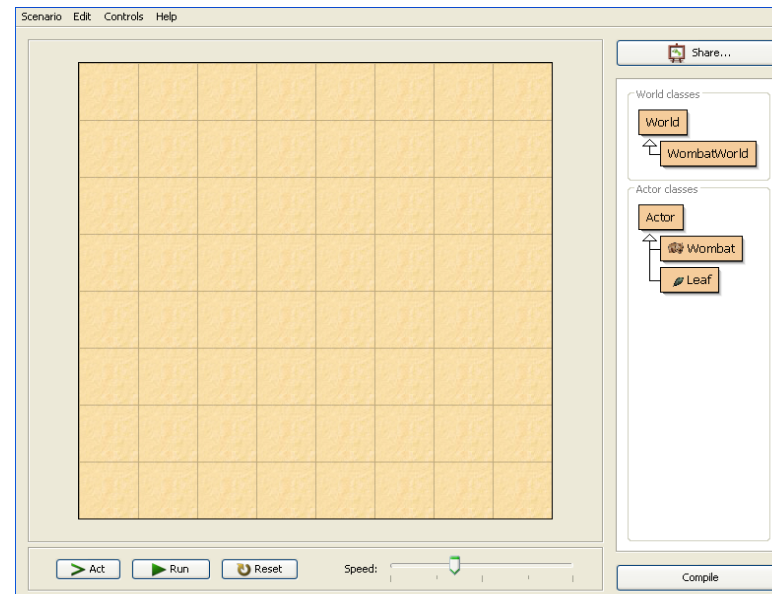 Scenario Edit Controls Help
Share...
World classes
World
WombatWorld
Actor classes
Actor
Wombat
Leaf
Act
Run
Reset
Speed:
Compile